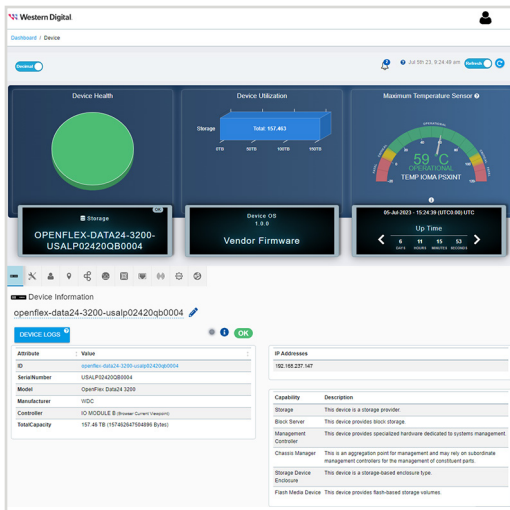 Western Digital.
Dashboard / Device
Decimal
Jul 5th 23, 9:24:48 am
Refresh
Device Health
Device Utilization
Maximum Temperature Sensor
Storage
Total: 157.463
0TB 50TB 100TB 150TB
OPERATIONAL
59 °C
OPERATIONAL
TEMP IOMA PSXINT
OK
Storage
OPENFLEX-DATA24-3200-
USALP02420QB0004
Device OS
1.0.0
Vendor Firmware
05-Jul-2023 - 15:24:39 (UTC0.00) UTC
Up Time
6 11 15 53
DAYS HOURS MINUTES SECONDS
Device Information
openflex-data24-3200-usalp02420qb0004
DEVICE LOGS
OK
Attribute Value
ID openflex-data24-3200-usalp02420qb0004
SerialNumber USALP02420QB0004
Model OpenFlex Data24 3200
Manufacturer WDC
Controller IO MODULE B (Browser Current Viewpoint)
TotalCapacity 157.46 TB (157462647504896 Bytes)
IP Addresses
192.168.237.147
Capability Description
Storage This device is a storage provider.
Block Server This device provides block storage.
Management Controller This device provides specialized hardware dedicated to systems management.
Chassis Manager This is an aggregation point for management and may rely on subordinate
management controllers for the management of constituent parts.
Storage Device Enclosure This device is a storage-based enclosure type.
Flash Media Device This device provides flash-based storage volumes.